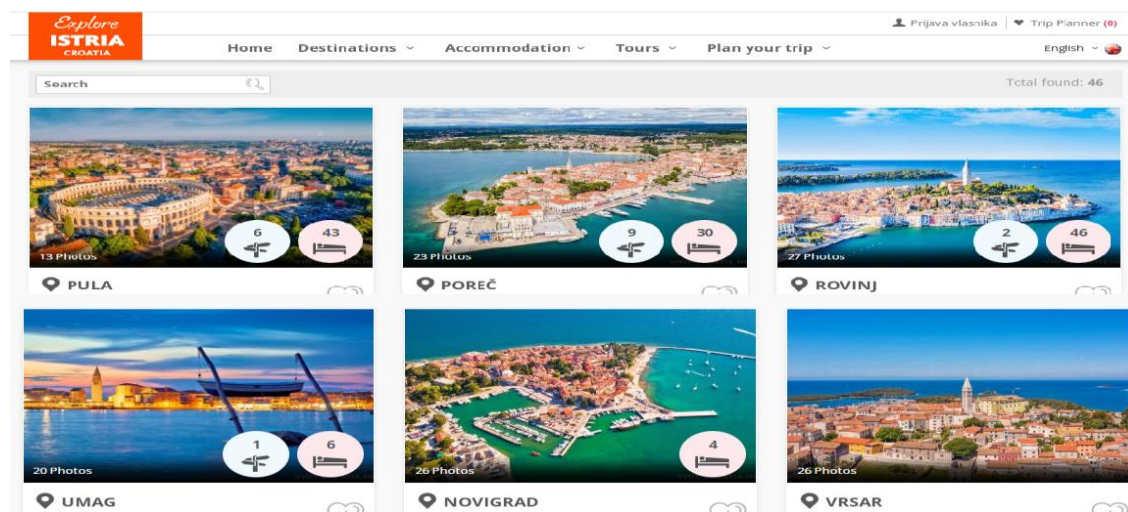 Explore
ISTRIA
CROATIA
Prijava vlasnika
Trip Planner (0)
Home
Destinations
Accommodation
Tours
Plan your trip
English
Search
Total found: 46
6
43
13 Photos
PULA
9
30
23 Photos
POREČ
2
46
27 Photos
ROVINJ
1
6
20 Photos
UMAG
4
26 Photos
NOVIGRAD
26 Photos
VRSAR